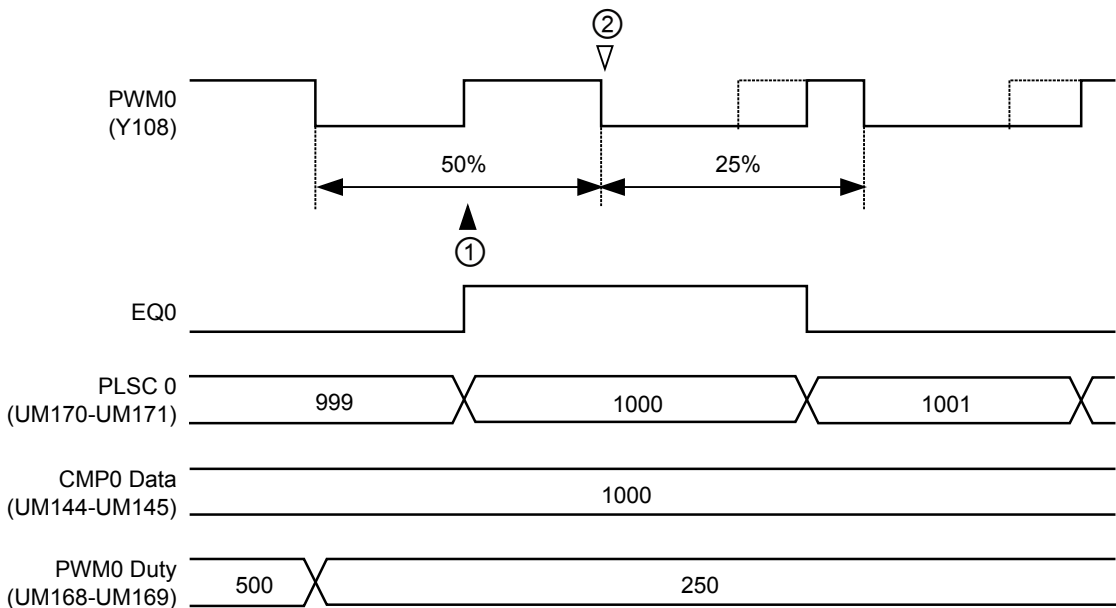 ②
PWM0
(Y108)
50%
25%
①
EQ0
PLSC 0
(UM170-UM171)
999
1000
1001
CMP0 Data
(UM144-UM145)
1000
PWM0 Duty
(UM168-UM169)
500
250